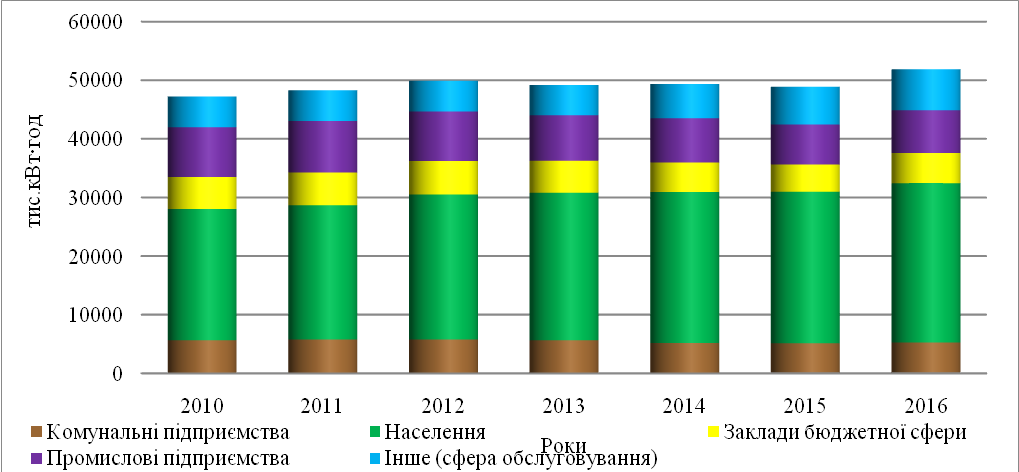 60000
50000
40000
30000
20000
10000
0
тис.кВт·год
2010 2011 2012 2013 2014 2015 2016
Роки
Комунальні підприємства Населення Заклади бюджетної сфери
Промислові підприємства Інше (сфера обслуговування)